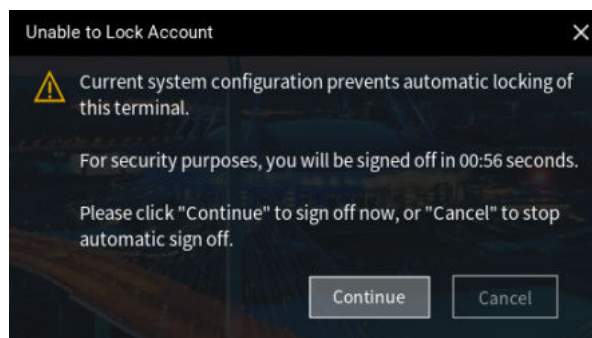 Unable to Lock Account
Current system configuration prevents automatic locking of
this terminal.
For security purposes, you will be signed off in 00:56 seconds.
Please click "Continue" to sign off now, or "Cancel" to stop
automatic sign off.
Continue Cancel